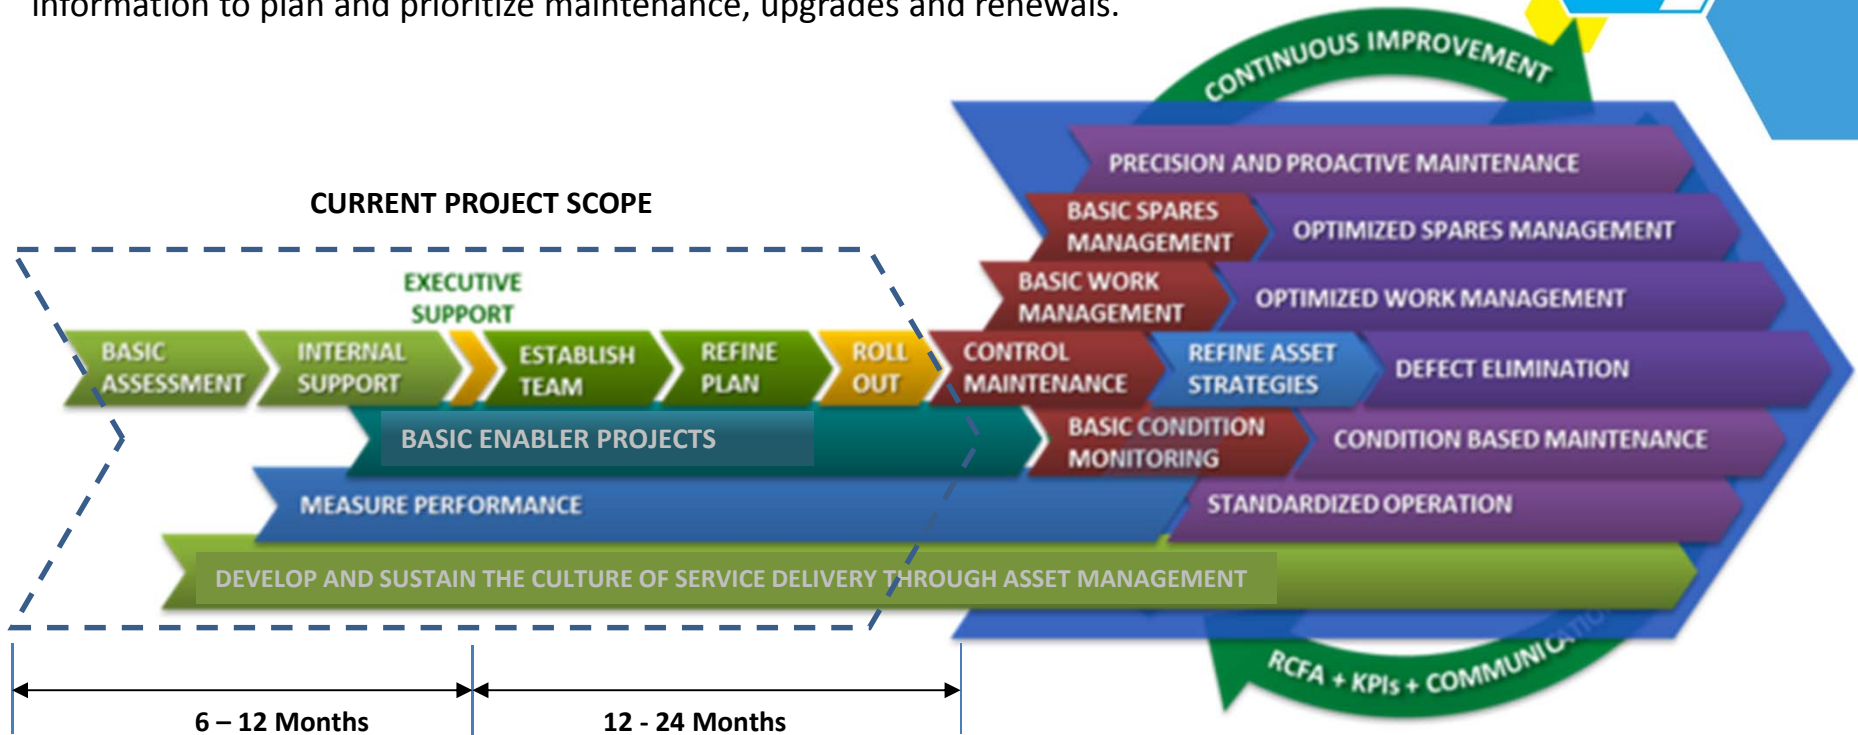 information to plan and prioritize maintenance, upgrades and renewals.
CONTINUOUS IMPROVEMENT
PRECISION AND PROACTIVE MAINTENANCE
CURRENT PROJECT SCOPE
BASIC SPARES
MANAGEMENT
OPTIMIZED SPARES MANAGEMENT
EXECUTIVE
SUPPORT
BASIC WORK
MANAGEMENT
OPTIMIZED WORK MANAGEMENT
BASIC
ASSESSMENT
INTERNAL
SUPPORT
ESTABLISH
TEAM
REFINE
PLAN
ROLL
OUT
CONTROL
MAINTENANCE
REFINE ASSET
STRATEGIES
DEFECT ELIMINATION
BASIC ENABLER PROJECTS
BASIC CONDITION
MONITORING
CONDITION BASED MAINTENANCE
MEASURE PERFORMANCE
STANDARDIZED OPERATION
DEVELOP AND SUSTAIN THE CULTURE OF SERVICE DELIVERY THROUGH ASSET MANAGEMENT
RCFA + KPIs + COMMUNICATION
6 – 12 Months
12 - 24 Months